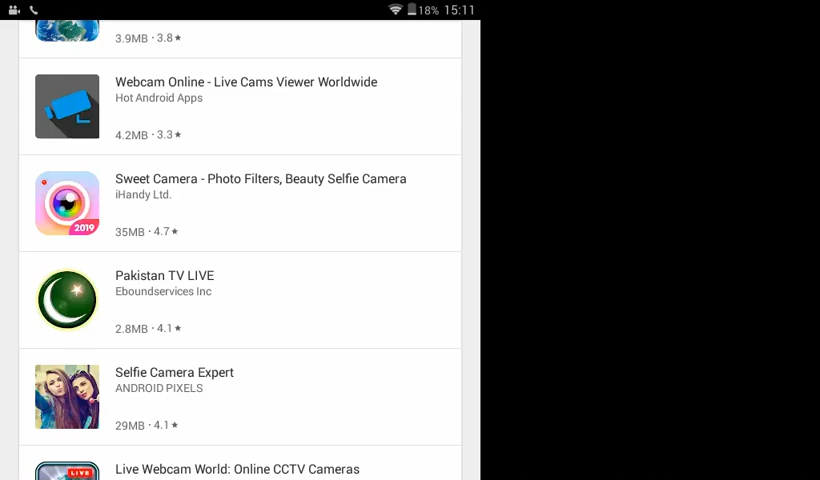 18% 15:11
3.9MB · 3.8★
Webcam Online - Live Cams Viewer Worldwide
Hot Android Apps
4.2MB · 3.3★
Sweet Camera - Photo Filters, Beauty Selfie Camera
iHandy Ltd.
2019
35MB · 4.7★
Pakistan TV LIVE
Eboundservices Inc
2.8MB · 4.1★
Selfie Camera Expert
ANDROID PIXELS
29MB · 4.1★
Live Webcam World: Online CCTV Cameras
LIVE